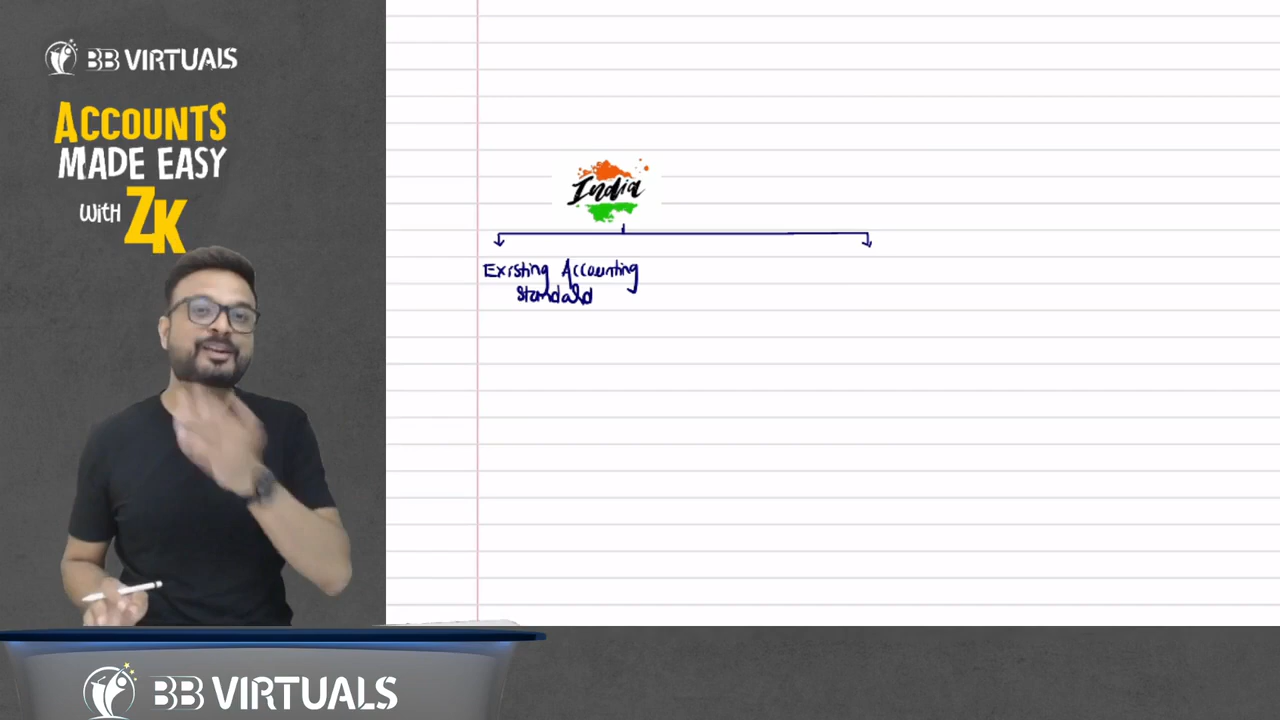 BB VIRTUALS
ACCOUNTS
MADE EASY
WITH ZK
India
Existing Accounting
Standard
BB VIRTUALS